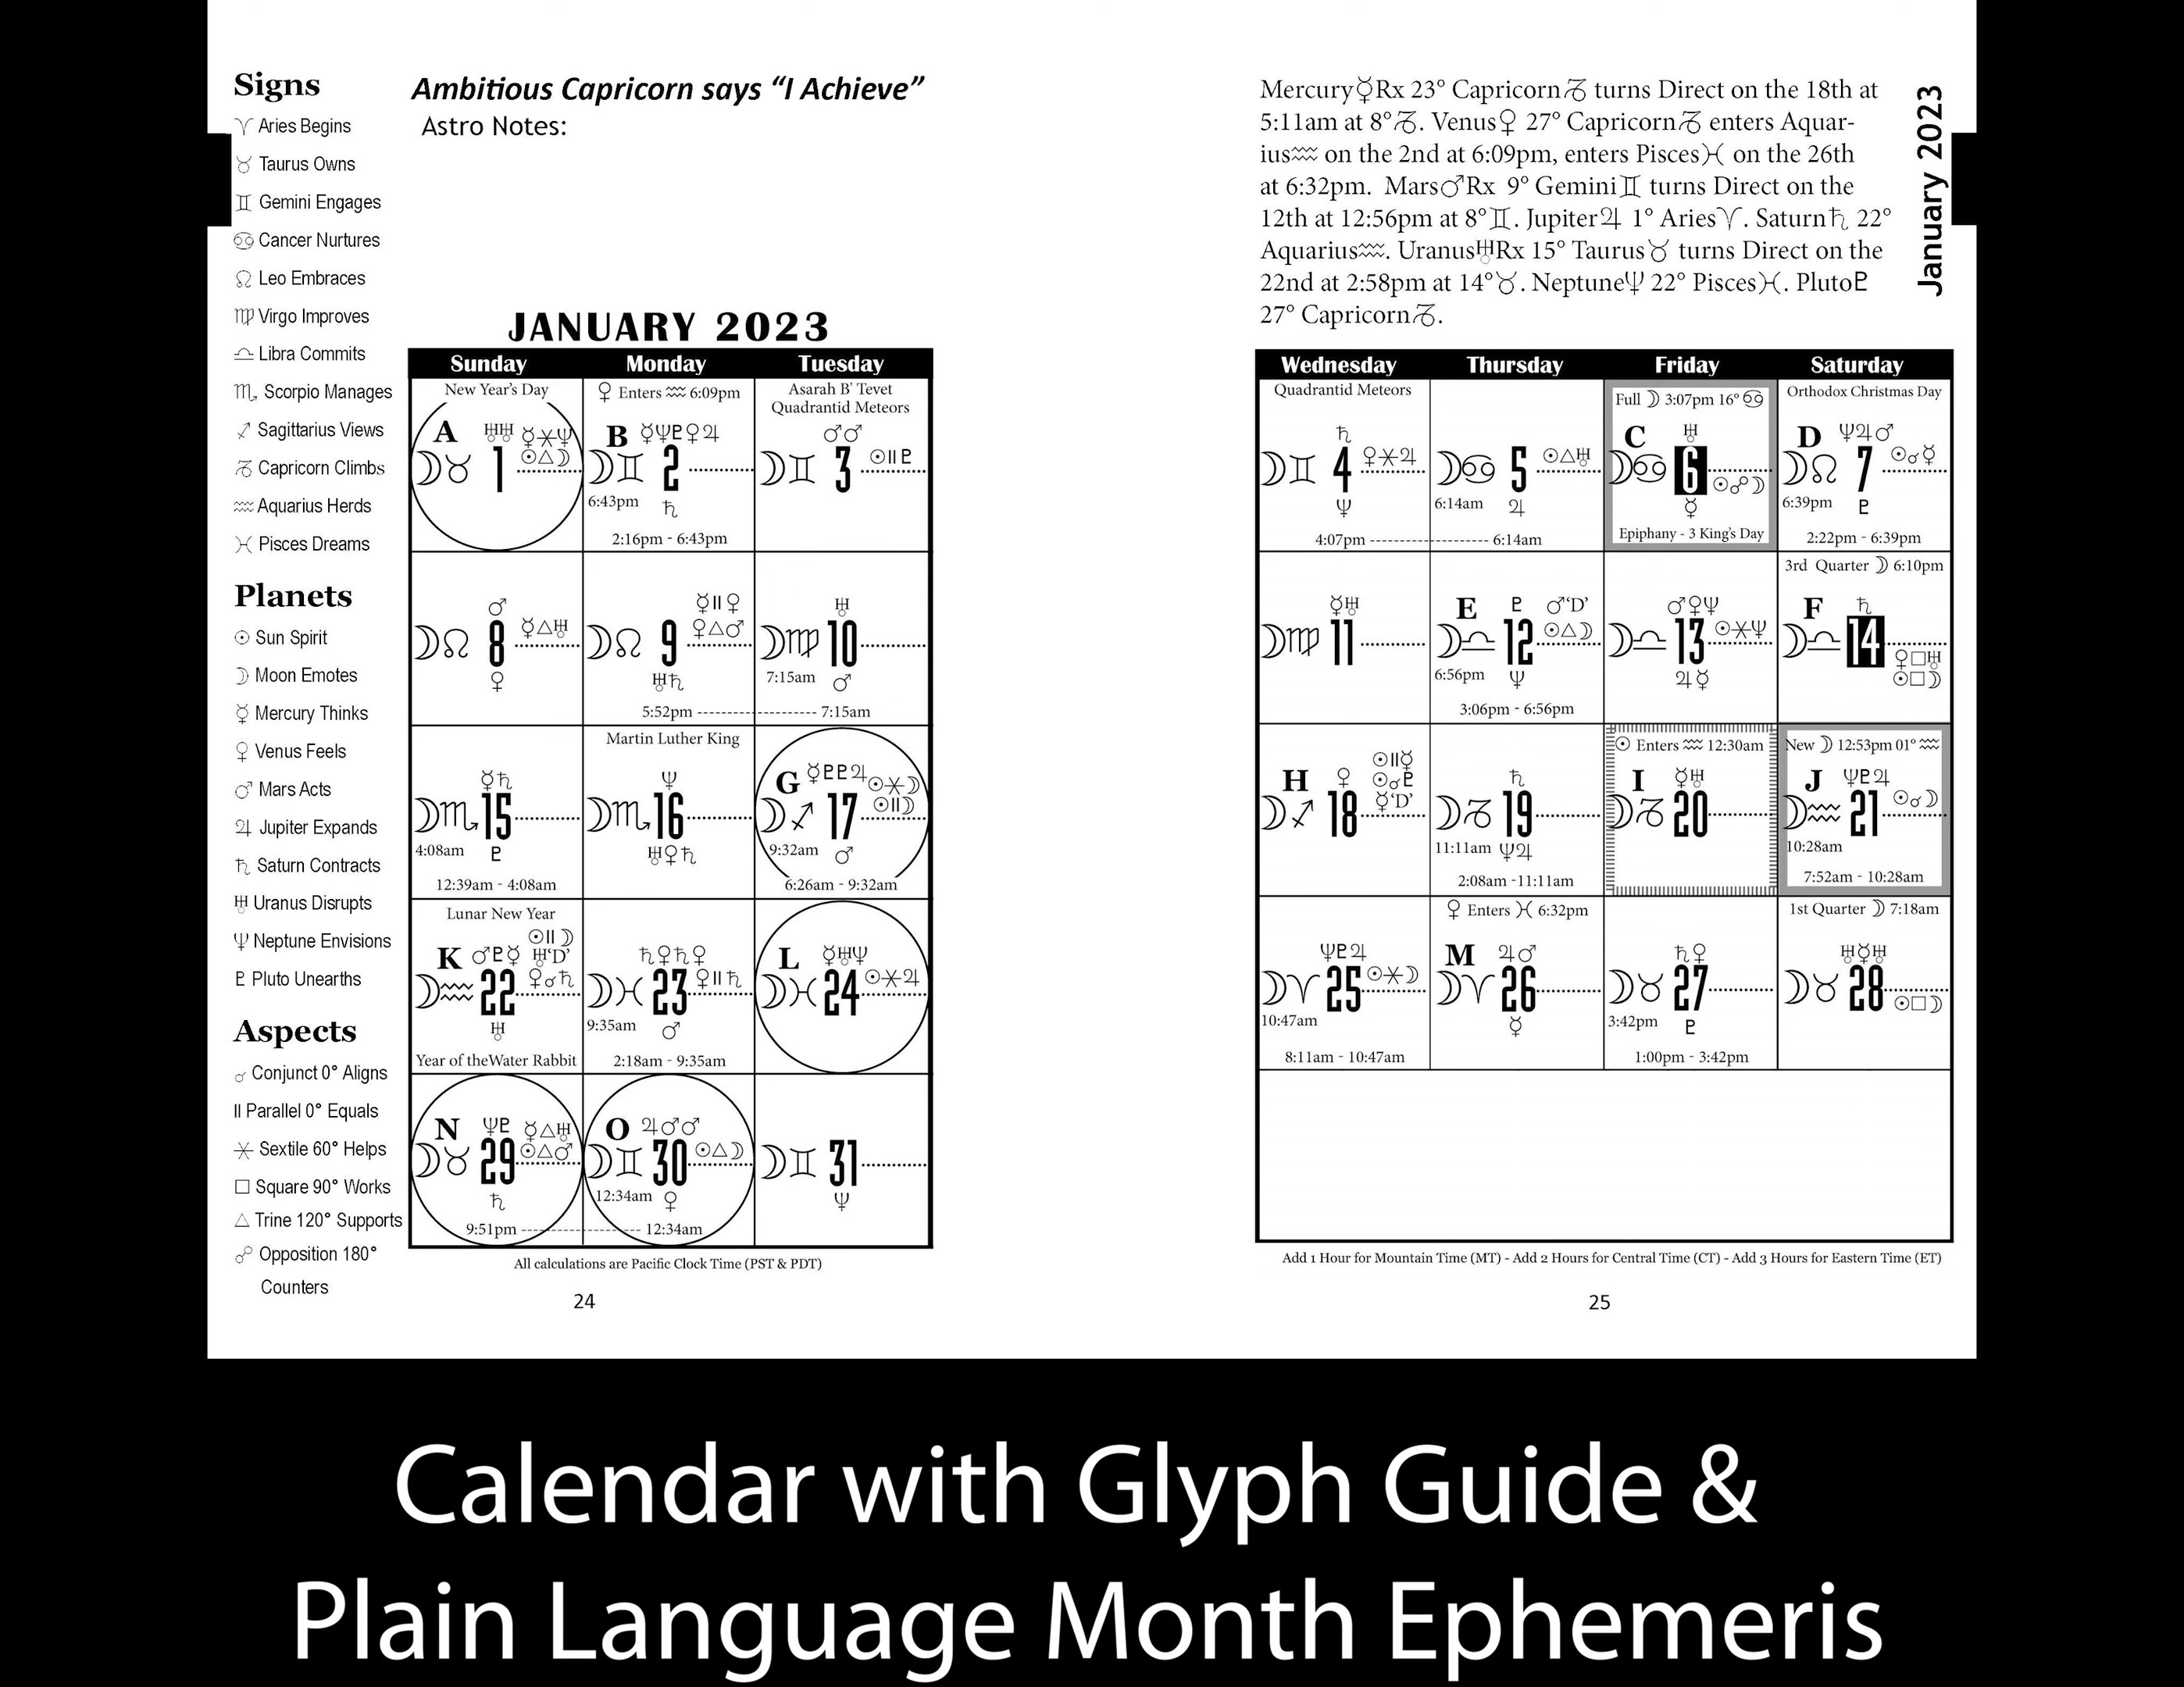 Signs
♈ Aries Begins
♉ Taurus Owns
♊ Gemini Engages
♋ Cancer Nurtures
♌ Leo Embraces
♍ Virgo Improves
♎ Libra Commits
♏ Scorpio Manages
♐ Sagittarius Views
♑ Capricorn Climbs
♒ Aquarius Herds
♓ Pisces Dreams
Planets
☉ Sun Spirit
☽ Moon Emotes
☿ Mercury Thinks
♀ Venus Feels
♂ Mars Acts
♃ Jupiter Expands
♄ Saturn Contracts
♅ Uranus Disrupts
♆ Neptune Envisions
♇ Pluto Unearths
Aspects
☌ Conjunct 0° Aligns
II Parallel 0° Equals
⚹ Sextile 60° Helps
□ Square 90° Works
△ Trine 120° Supports
☍ Opposition 180°
Counters
Ambitious Capricorn says “I Achieve”
Astro Notes:
JANUARY 2023
Sunday Monday Tuesday
New Year's Day
A ♅♅ ☿⚹♆
☉△☽
☽♉ 1
♀ Enters ♒ 6:09pm
B ☿♆♇♀♃
☽♊ 2
6:43pm ♄
2:16pm - 6:43pm
Asarah B' Tevet
Quadrantid Meteors
♂♂
☽♊ 3 ☉II♇
♂
☽♌ 8 ☿△♅
♀
☿II♀
♀△♂
☽♌ 9
♅♄
5:52pm
♅
☽♍ 10
7:15am ♂
7:15am
☿♄
☽♏ 15
4:08am ♇
12:39am - 4:08am
Martin Luther King
♆
☽♏ 16
♅♀♄
G ☿♇♇♃ ☉⚹☽
☉II☽
☽♐ 17
9:32am ♂
6:26am - 9:32am
Lunar New Year
☉II☽
K ♂♇☿ ♅‘D’
♀☌♄
☽♒ 22
♅
Year of theWater Rabbit
♄♀♄♀
☽♓ 23 ♀II♄
9:35am ♂
2:18am - 9:35am
L ☿♅♆
☽♓ 24 ☉⚹♃
N ♆♇ ☿△♅
☉△♂
☽♉ 29
♄
9:51pm
O ♃♂♂
☽♊ 30 ☉△☽
12:34am ♀
12:34am
☽♊ 31
♆
All calculations are Pacific Clock Time (PST & PDT)
24
Mercury☿Rx 23° Capricorn♑ turns Direct on the 18th at
5:11am at 8°♑. Venus♀ 27° Capricorn♑ enters Aquar-
ius♒ on the 2nd at 6:09pm, enters Pisces♓ on the 26th
at 6:32pm. Mars♂Rx 9° Gemini♊ turns Direct on the
12th at 12:56pm at 8°♊. Jupiter♃ 1° Aries♈. Saturn♄ 22°
Aquarius♒. Uranus♅Rx 15° Taurus♉ turns Direct on the
22nd at 2:58pm at 14°♉. Neptune♆ 22° Pisces♓. Pluto♇
27° Capricorn♑.
January 2023
Wednesday Thursday Friday Saturday
Quadrantid Meteors
♄
☽♊ 4 ♀⚹♃
♆
4:07pm
☽♋ 5 ☉△♅
6:14am ♃
6:14am
Full ☽ 3:07pm 16° ♋
C ♅
☽♋ 6 ☉☍☽
☿
Epiphany - 3 King's Day
Orthodox Christmas Day
D ♆♃♂
☽♌ 7 ☉☌☿
6:39pm ♇
2:22pm - 6:39pm
☿♅
☽♍ 11
E ♇ ♂‘D’
☉△☽
☽♎ 12
6:56pm ♆
3:06pm - 6:56pm
♂♀♆
☽♎ 13 ☉⚹♆
♃☿
3rd Quarter ☽ 6:10pm
F ♄
☽♎ 14 ♀□♅
☉□☽
☉II☿
H ♀ ☉☌♇
☿‘D’
☽♐ 18
♄
☽♑ 19
11:11am ♆♃
2:08am -11:11am
☉ Enters ♒ 12:30am
I ☿♅
☽♑ 20
New ☽ 12:53pm 01° ♒
J ♆♇♃
☽♒ 21 ☉☌☽
10:28am
7:52am - 10:28am
♆♇♃
☽♈ 25 ☉⚹☽
10:47am
8:11am - 10:47am
♀ Enters ♓ 6:32pm
M ♃♂
☽♈ 26
☿
♄♀
☽♉ 27
3:42pm ♇
1:00pm - 3:42pm
1st Quarter ☽ 7:18am
♅☿♅
☽♉ 28 ☉□☽
Add 1 Hour for Mountain Time (MT) - Add 2 Hours for Central Time (CT) - Add 3 Hours for Eastern Time (ET)
25
Calendar with Glyph Guide &
Plain Language Month Ephemeris